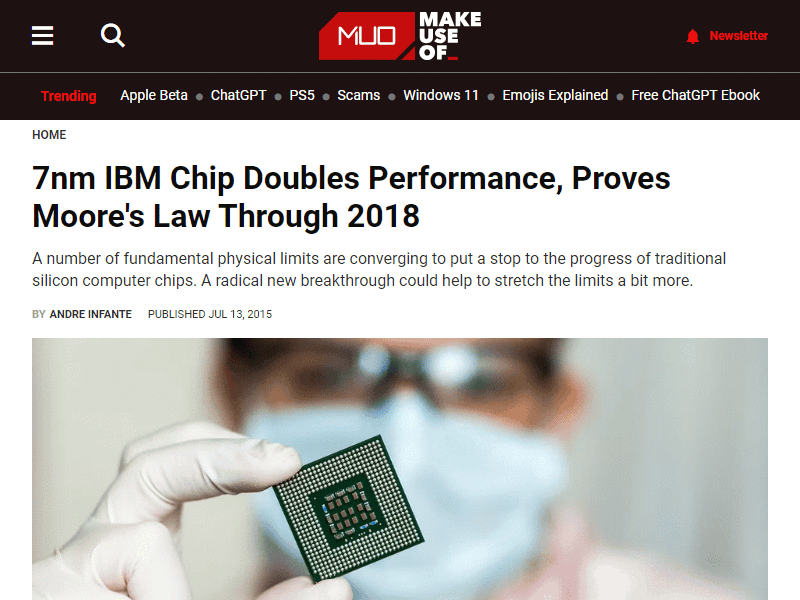 MUO
MAKE
USE
OF_
Newsletter
Trending Apple Beta ● ChatGPT ● PS5 ● Scams ● Windows 11 ● Emojis Explained ● Free ChatGPT Ebook
HOME
7nm IBM Chip Doubles Performance, Proves
Moore's Law Through 2018
A number of fundamental physical limits are converging to put a stop to the progress of traditional
silicon computer chips. A radical new breakthrough could help to stretch the limits a bit more.
BY ANDRE INFANTE PUBLISHED JUL 13, 2015